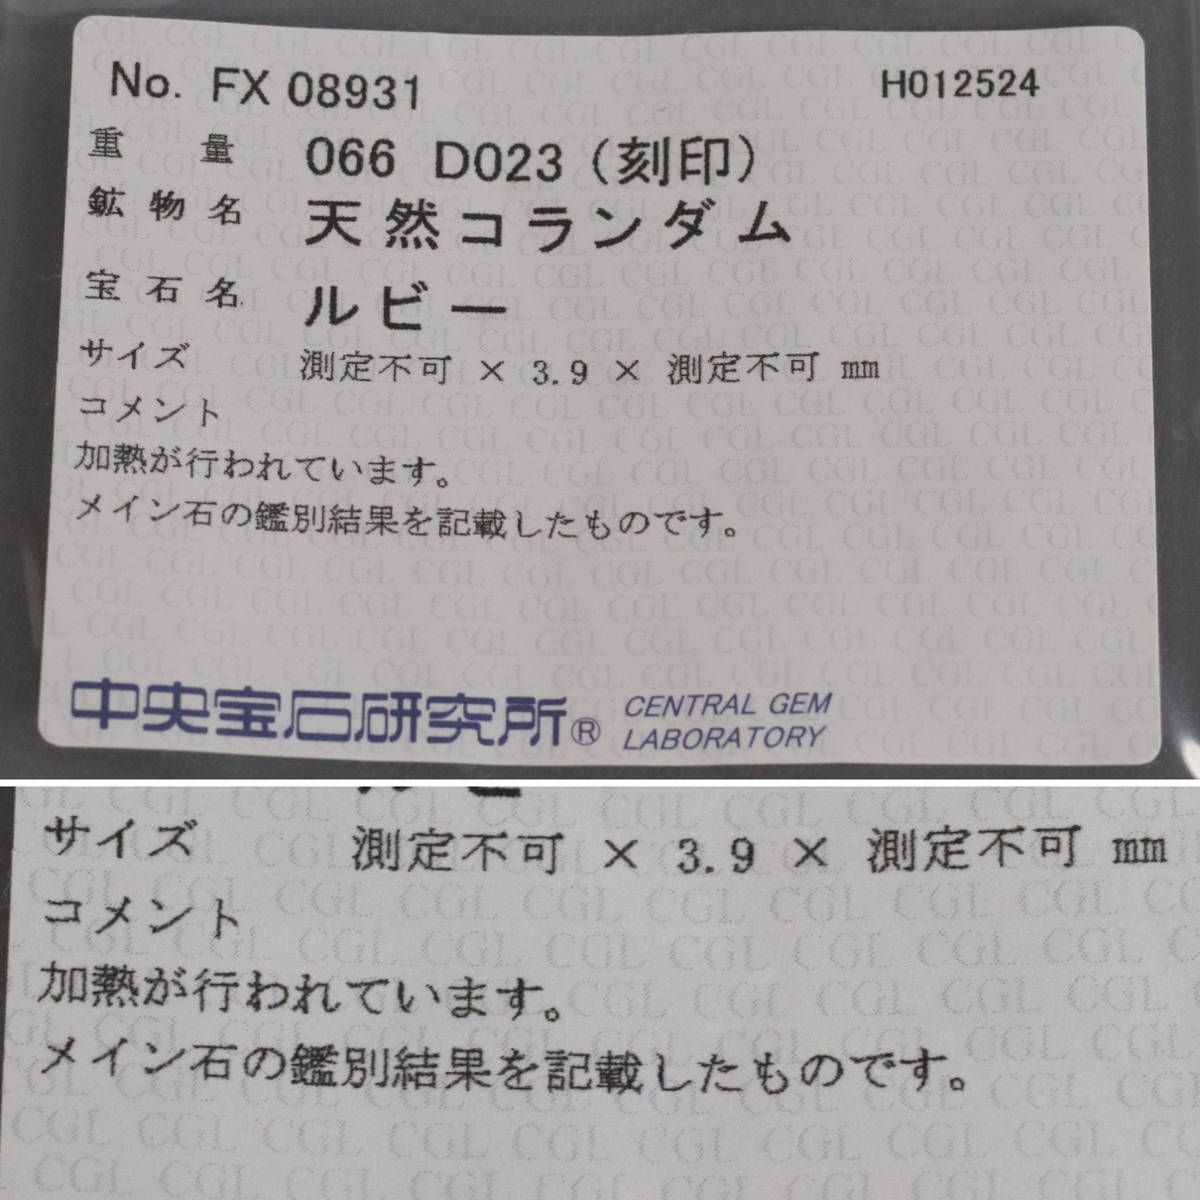 No. FX 08931 H012524
重 量 066 D023 (刻印)
鉱 物 名 天然コランダム
宝 石 名 ルビー
サイズ 測定不可 × 3.9 × 測定不可 mm
コメント
加熱が行われています。
メイン石の鑑別結果を記載したものです。
中央宝石研究所® CENTRAL GEM
LABORATORY
ルビ
サイズ 測定不可 × 3.9 × 測定不可 mm
コメント
加熱が行われています。
メイン石の鑑別結果を記載したものです。